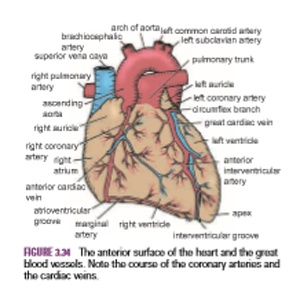 arch of aorta
left common carotid artery
brachiocephalic
artery
left subclavian artery
superior vena cava
pulmonary trunk
right pulmonary
artery
left auricle
ascending
aorta
left coronary artery
circumflex branch
great cardiac vein
right auricle
left ventricle
right coronary
artery
right
atrium
anterior
interventricular
artery
anterior cardiac
vein
atrioventricular
groove
apex
marginal
artery
right ventricle
interventricular groove
FIGURE 3.34 The anterior surface of the heart and the great
blood vessels. Note the course of the coronary arteries and
the cardiac veins.